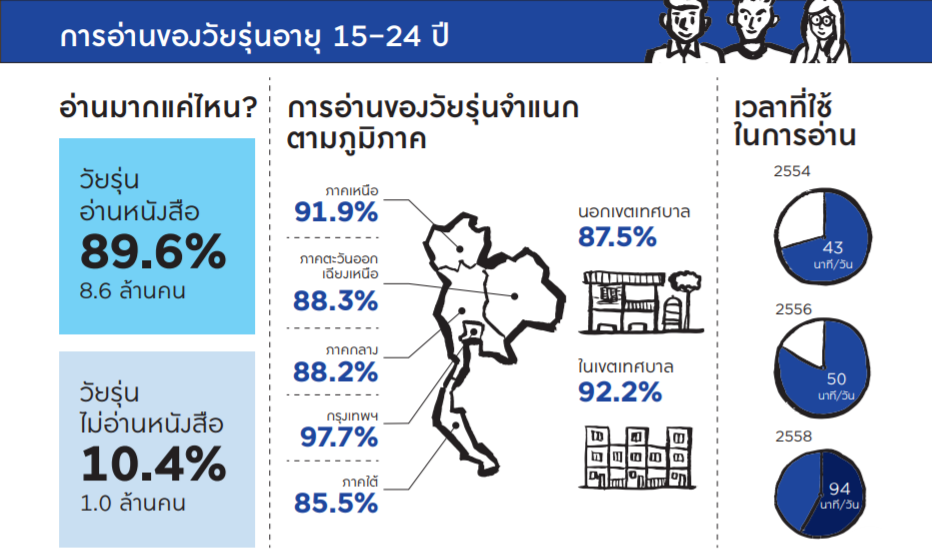 การอ่านของวัยรุ่นอายุ 15-24 ปี
อ่านมากแค่ไหน?
วัยรุ่น
อ่านหนังสือ
89.6%
8.6 ล้านคน
วัยรุ่น
ไม่อ่านหนังสือ
10.4%
1.0 ล้านคน
การอ่านของวัยรุ่นจำแนก
ตามภูมิภาค
ภาคเหนือ
91.9%
ภาคตะวันออก
เฉียงเหนือ
88.3%
ภาคกลาง
88.2%
กรุงเทพฯ
97.7%
ภาคใต้
85.5%
นอกเขตเทศบาล
87.5%
ในเขตเทศบาล
92.2%
เวลาที่ใช้
ในการอ่าน
2554
43
นาที/วัน
2556
50
นาที/วัน
2558
94
นาที/วัน